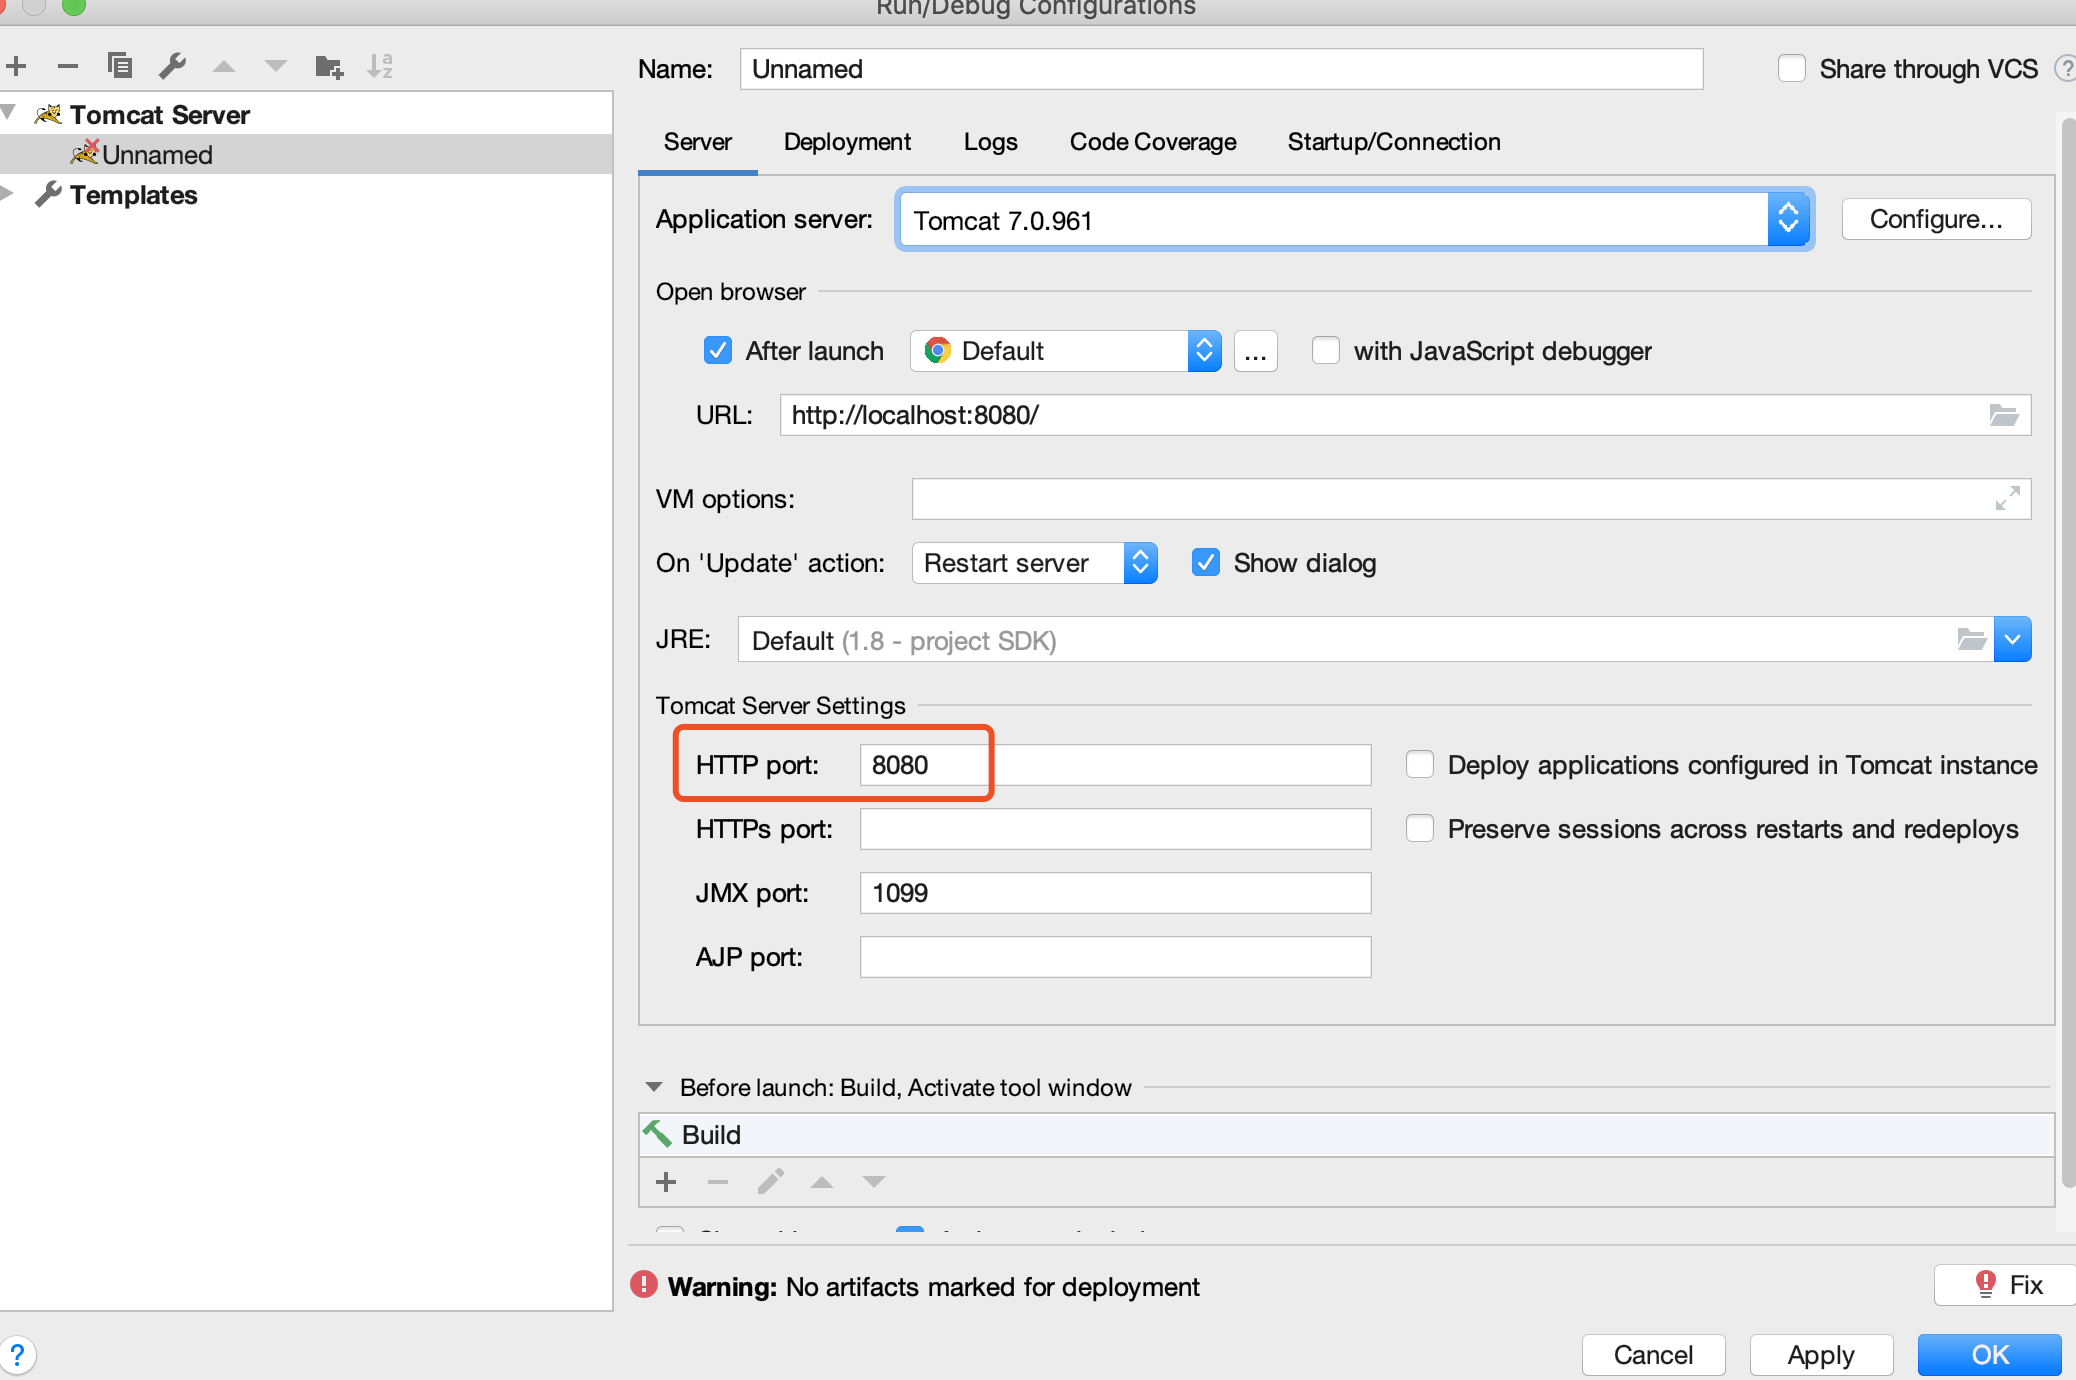 Run/Debug Configurations
Name: Unnamed Share through VCS ?
Tomcat Server
Unnamed
Templates
Server Deployment Logs Code Coverage Startup/Connection
Application server: Tomcat 7.0.961 Configure...
Open browser
After launch Default ... with JavaScript debugger
URL: http://localhost:8080/
VM options:
On 'Update' action: Restart server Show dialog
JRE: Default (1.8 - project SDK)
Tomcat Server Settings
HTTP port: 8080 Deploy applications configured in Tomcat instance
HTTPs port: Preserve sessions across restarts and redeploys
JMX port: 1099
AJP port:
Before launch: Build, Activate tool window
Build
Warning: No artifacts marked for deployment Fix
? Cancel Apply OK